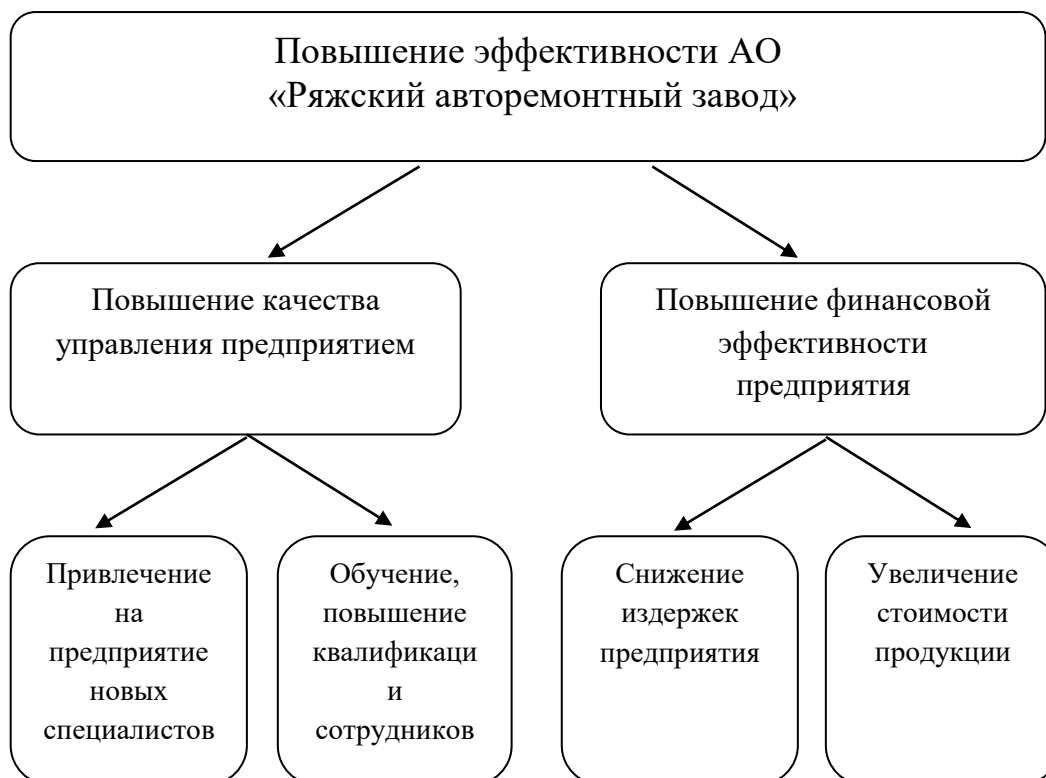 Повышение эффективности АО
«Ряжский авторемонтный завод»
Повышение качества
управления предприятием
Повышение финансовой
эффективности
предприятия
Привлечение
на
предприятие
новых
специалистов
Обучение,
повышение
квалификаци
и
сотрудников
Снижение
издержек
предприятия
Увеличение
стоимости
продукции